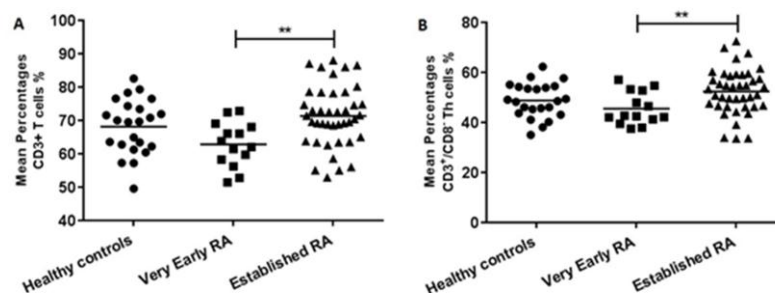 A
Mean Percentages
CD3+ T cells %
100
90
80
70
60
50
40
**
Healthy controls
Very Early RA
Established RA
B
Mean Percentages
CD3⁺/CD8⁻ Th cells %
80
60
40
20
0
**
Healthy controls
Very Early RA
Established RA